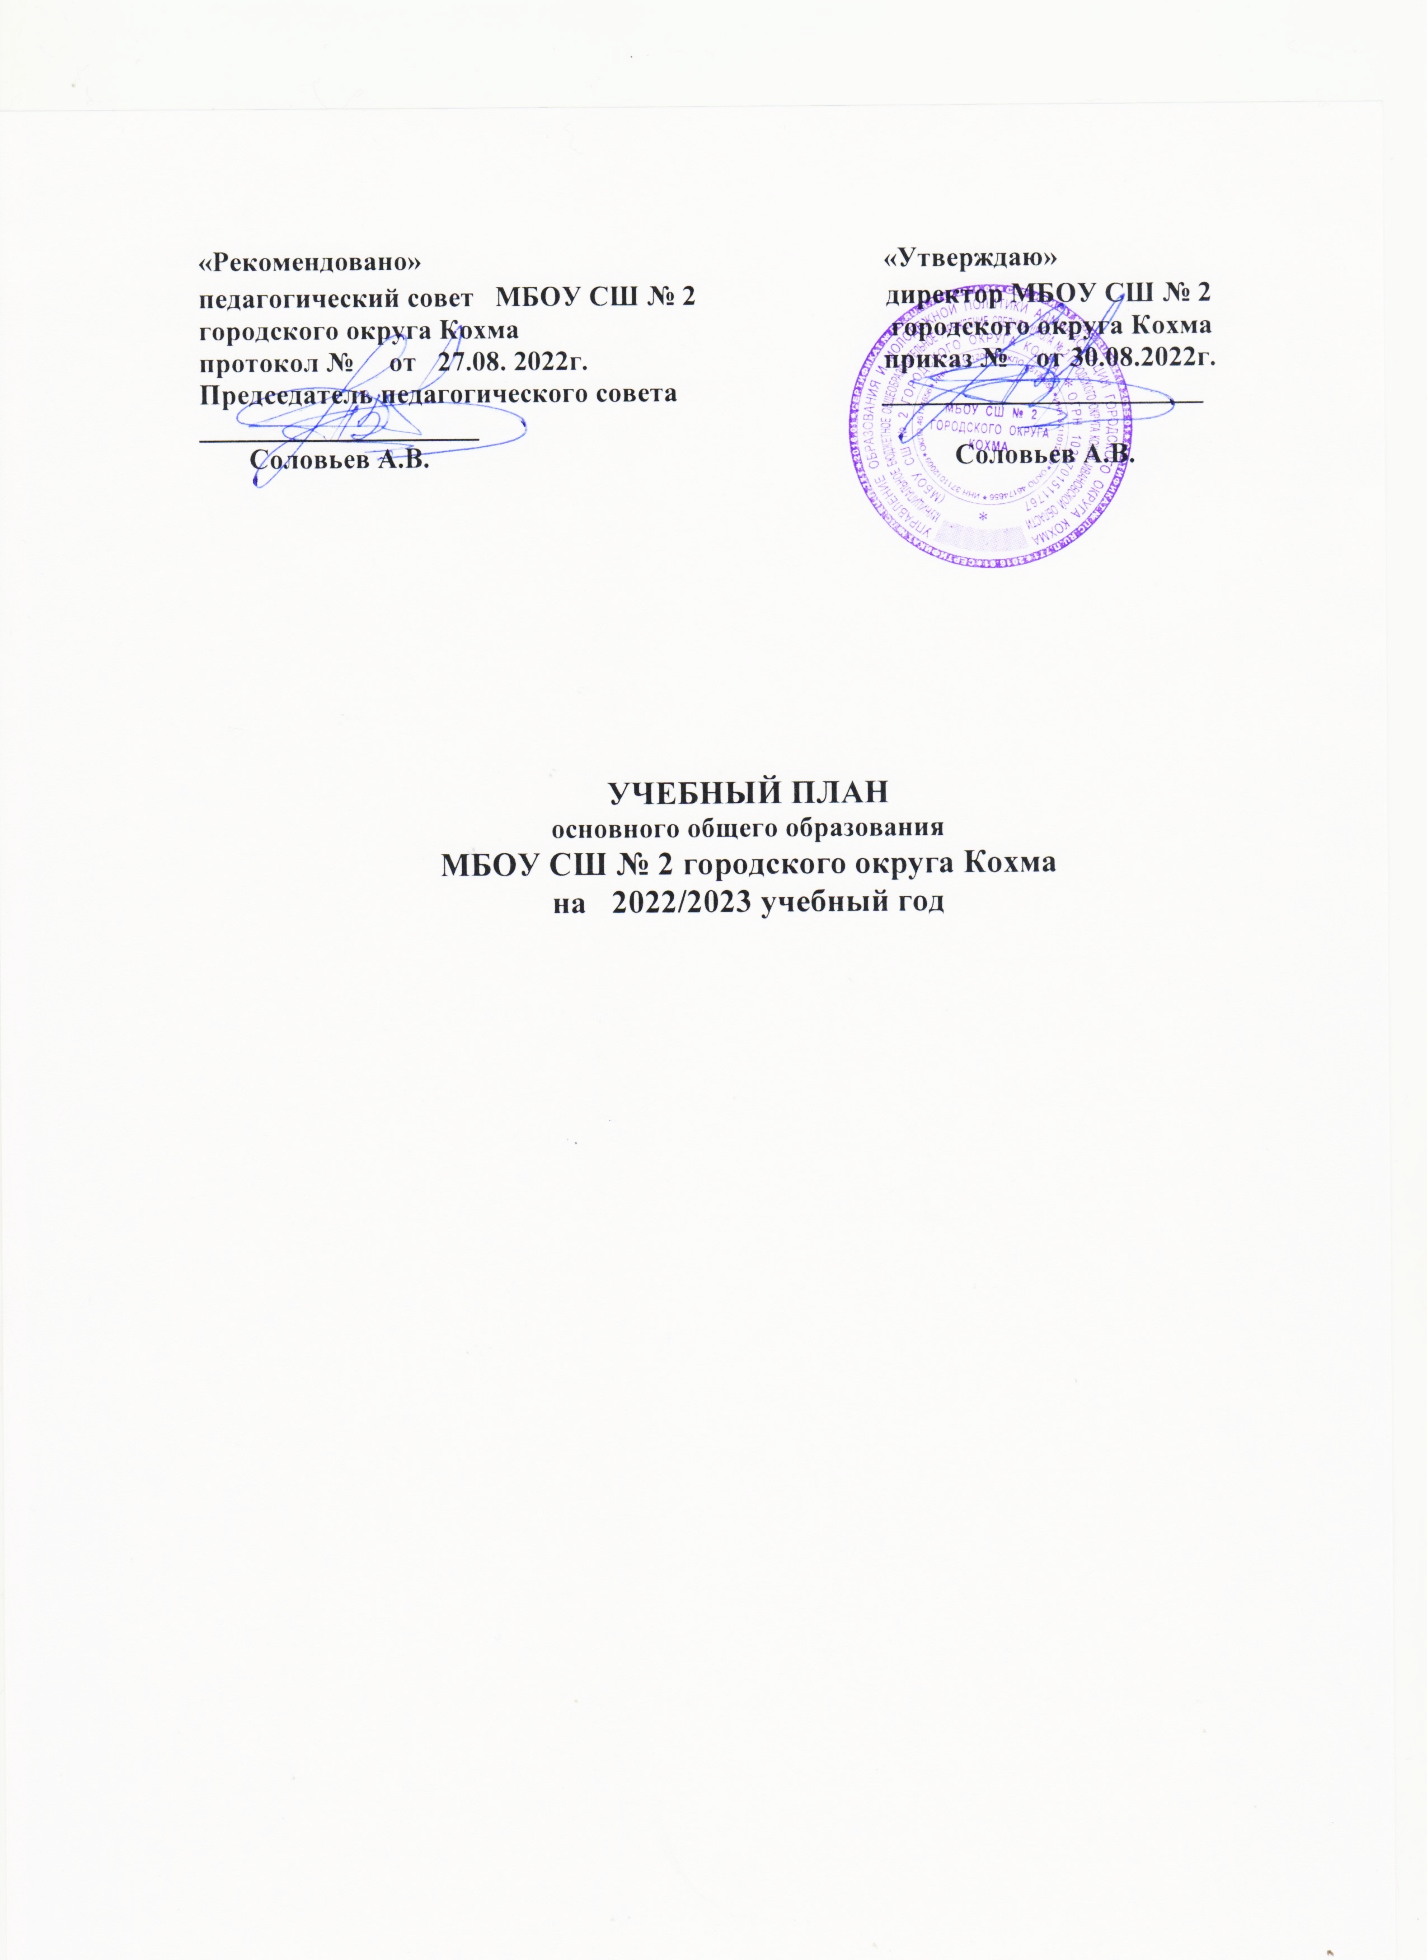 «Рекомендовано»
педагогический совет МБОУ СШ № 2
городского округа Кохма
протокол № от 27.08. 2022г.
Председатель педагогического совета
Соловьев А.В.
«Утверждаю»
директор МБОУ СШ № 2
городского округа Кохма
приказ № от 30.08.2022г.
Соловьев А.В.
МБОУ СШ № 2
ГОРОДСКОГО ОКРУГА
КОХМА
УЧЕБНЫЙ ПЛАН
основного общего образования
МБОУ СШ № 2 городского округа Кохма
на 2022/2023 учебный год